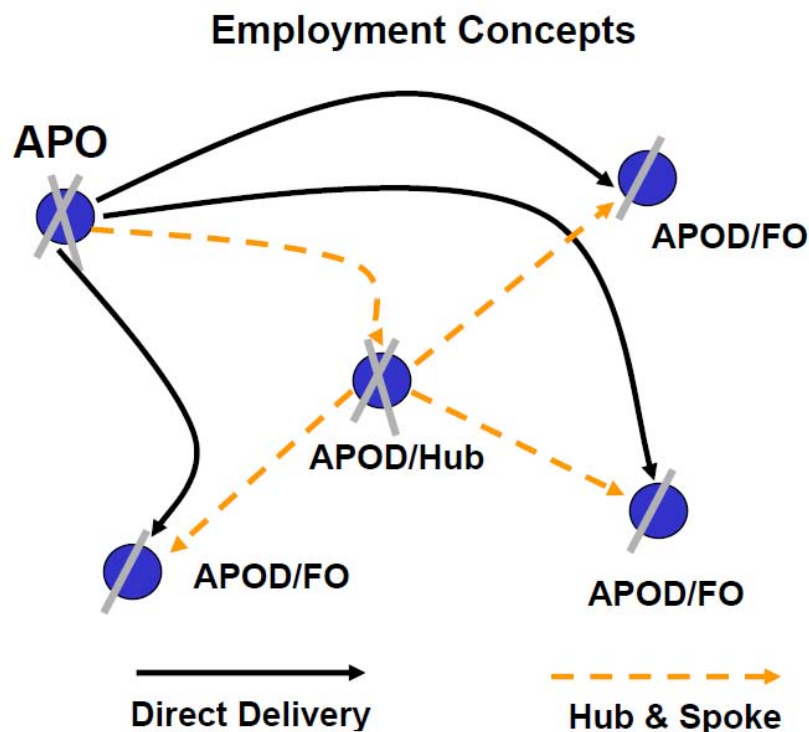 Employment Concepts
APO
APOD/FO
APOD/Hub
APOD/FO
APOD/FO
Direct Delivery
Hub & Spoke